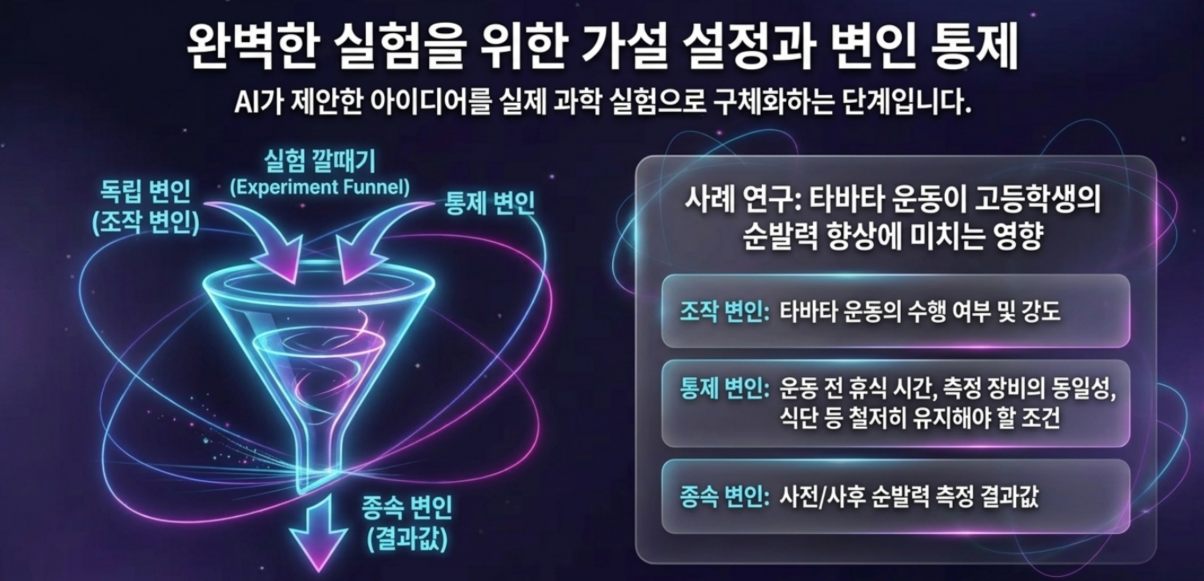 완벽한 실험을 위한 가설 설정과 변인 통제
AI가 제안한 아이디어를 실제 과학 실험으로 구체화하는 단계입니다.
실험 깔때기
(Experiment Funnel)
독립 변인
(조작 변인)
통제 변인
종속 변인
(결과값)
사례 연구: 타바타 운동이 고등학생의
순발력 향상에 미치는 영향
조작 변인: 타바타 운동의 수행 여부 및 강도
통제 변인: 운동 전 휴식 시간, 측정 장비의 동일성,
식단 등 철저히 유지해야 할 조건
종속 변인: 사전/사후 순발력 측정 결과값